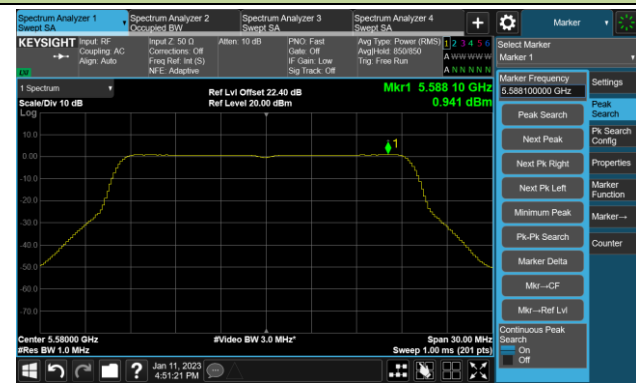 Spectrum Analyzer 1
Swept SA
Spectrum Analyzer 2
Occupied BW
Spectrum Analyzer 3
Swept SA
Spectrum Analyzer 4
Swept SA
+
Marker
KEYSIGHT
Input: RF
Coupling: AC
Align: Auto
Input Z: 50 Ω
Corrections: Off
Freq Ref: Int (S)
NFE: Adaptive
Atten: 10 dB
PNO: Fast
Gate: Off
IF Gain: Low
Sig Track: Off
Avg Type: Power (RMS)
Avg|Hold: 850/850
Trig: Free Run
1 2 3 4 5 6
A W W W W W
A N N N N N
Select Marker
Marker 1
1 Spectrum
Scale/Div 10 dB
Log
Ref Lvl Offset 22.40 dB
Ref Level 20.00 dBm
Mkr1 5.588 10 GHz
0.941 dBm
Marker Frequency
5.588100000 GHz
Settings
Peak Search
Peak
Search
Next Peak
Pk Search
Config
Next Pk Right
Properties
Next Pk Left
Marker
Function
Minimum Peak
Marker→
Pk-Pk Search
Counter
Marker Delta
Mkr→CF
Mkr→Ref Lvl
Continuous Peak
Search
On
Off
10.0
0.00
-10.0
-20.0
-30.0
-40.0
-50.0
-60.0
-70.0
1
Center 5.58000 GHz
#Res BW 1.0 MHz
#Video BW 3.0 MHz*
Span 30.00 MHz
Sweep 1.00 ms (201 pts)
?
Jan 11, 2023
4:51:21 PM